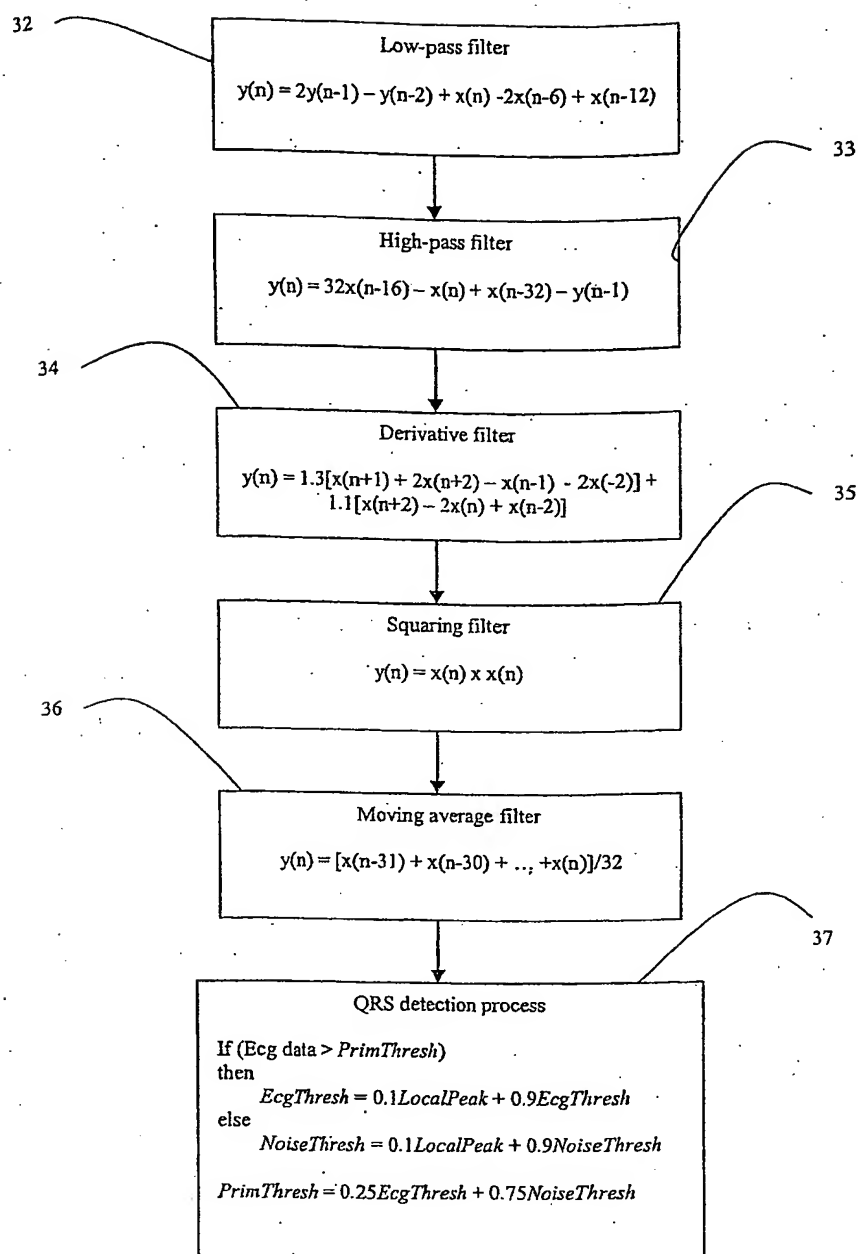 32
Low-pass filter
y(n) = 2y(n-1) – y(n-2) + x(n) -2x(n-6) + x(n-12)
33
High-pass filter
y(n) = 32x(n-16) – x(n) + x(n-32) – y(n-1)
34
Derivative filter
y(n) = 1.3[x(n+1) + 2x(n+2) – x(n-1) - 2x(-2)] +
1.1[x(n+2) – 2x(n) + x(n-2)]
35
Squaring filter
y(n) = x(n) x x(n)
36
Moving average filter
y(n) = [x(n-31) + x(n-30) + ... +x(n)]/32
37
QRS detection process
If (Ecg data > PrimThresh)
then
EcgThresh = 0.1LocalPeak + 0.9EcgThresh
else
NoiseThresh = 0.1LocalPeak + 0.9NoiseThresh
PrimThresh = 0.25EcgThresh + 0.75NoiseThresh